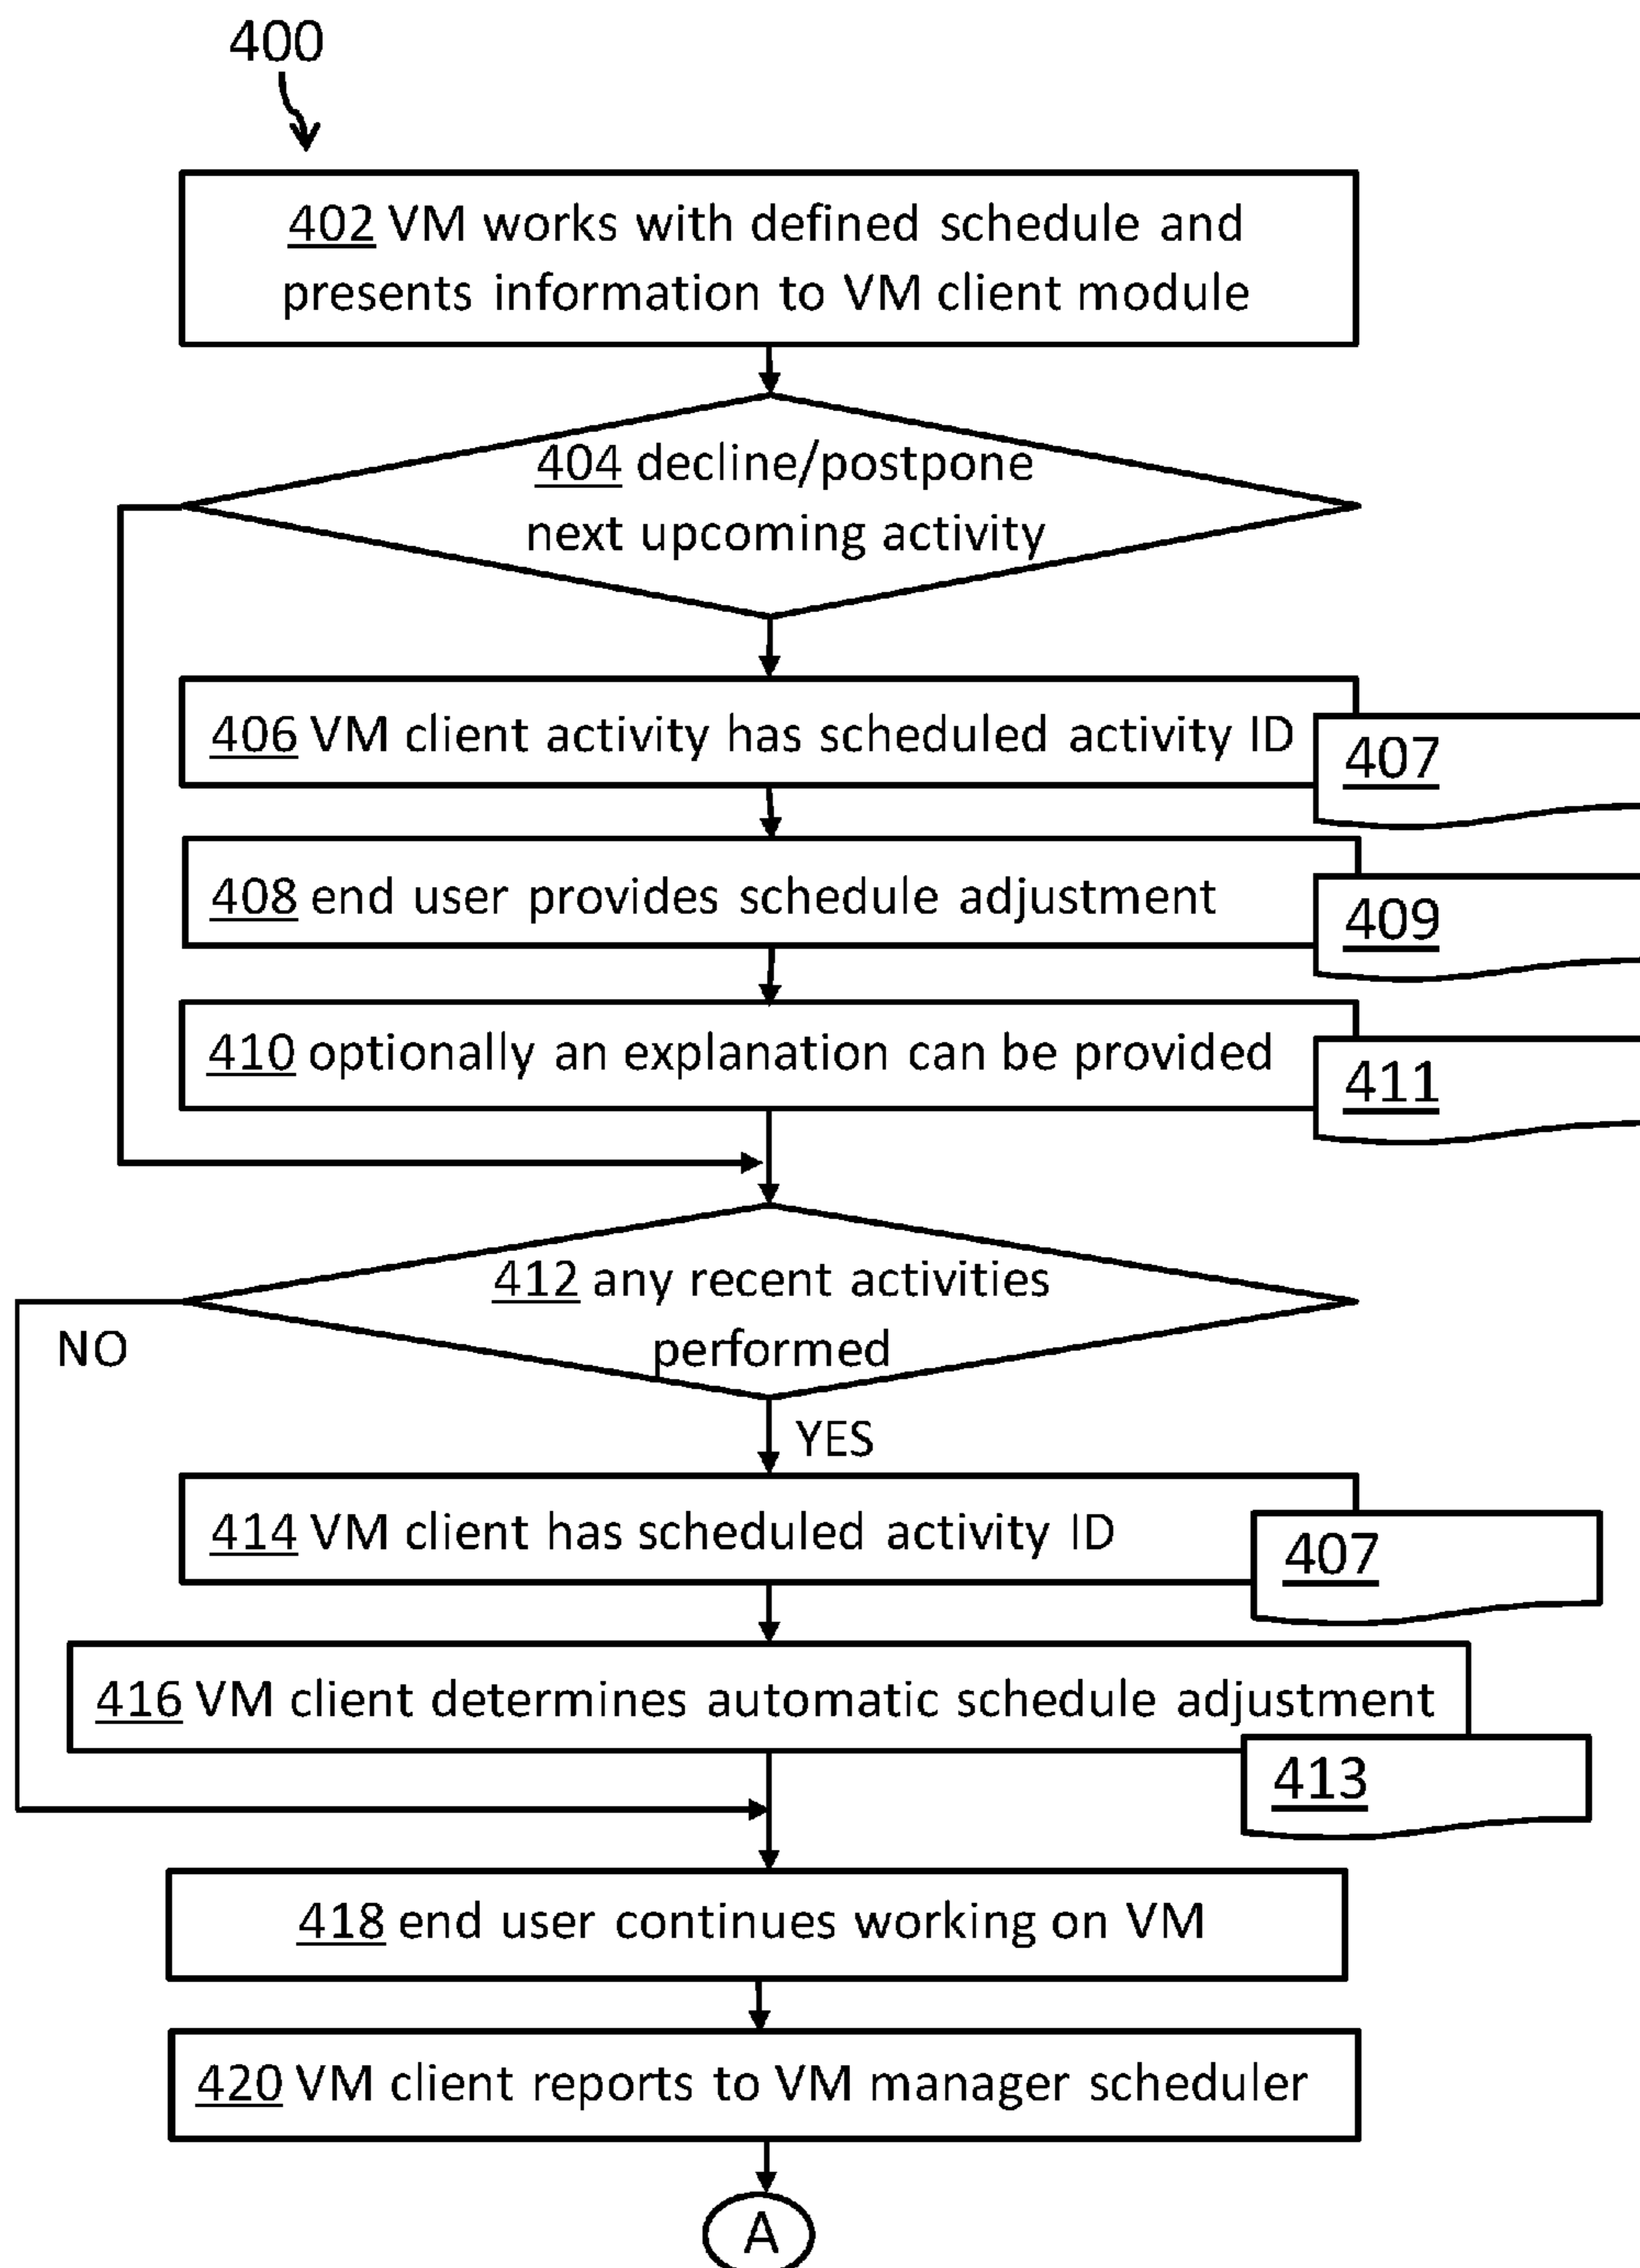 400
402 VM works with defined schedule and
presents information to VM client module
404 decline/postpone
next upcoming activity
406 VM client activity has scheduled activity ID
407
408 end user provides schedule adjustment
409
410 optionally an explanation can be provided
411
412 any recent activities
performed
NO
YES
414 VM client has scheduled activity ID
407
416 VM client determines automatic schedule adjustment
413
418 end user continues working on VM
420 VM client reports to VM manager scheduler
A